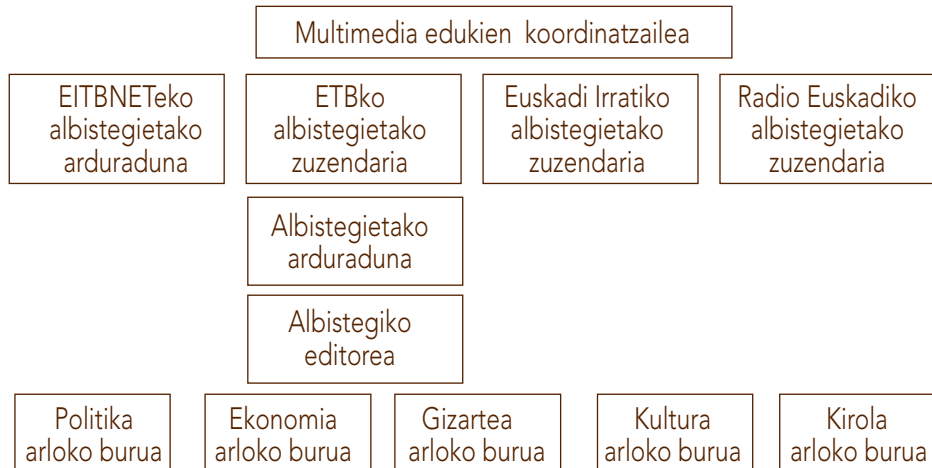 Multimedia edukien koordinatzailea
EITBNETeko
albistegietako
arduraduna
ETBko
albistegietako
zuzendaria
Euskadi Irratiko
albistegietako
zuzendaria
Radio Euskadiko
albistegietako
zuzendaria
Albistegietako
arduraduna
Albistegiko
editorea
Politika
arloko burua
Ekonomia
arloko burua
Gizartea
arloko burua
Kultura
arloko burua
Kirola
arloko burua